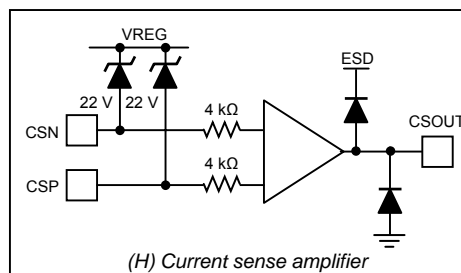 VREG
ESD
22 V 22 V
CSOUT
CSN
4 kΩ
CSP
4 kΩ
(H) Current sense amplifier